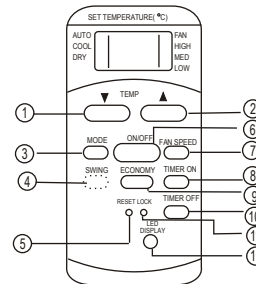 SET TEMPERATURE(°C)
AUTO FAN
COOL HIGH
DRY MED
LOW
▼ TEMP ▲
1 2
6
MODE ON/OFF FAN SPEED
3 7
SWING ECONOMY TIMER ON
4 8
9
RESET LOCK TIMER OFF
5 LED
DISPLAY